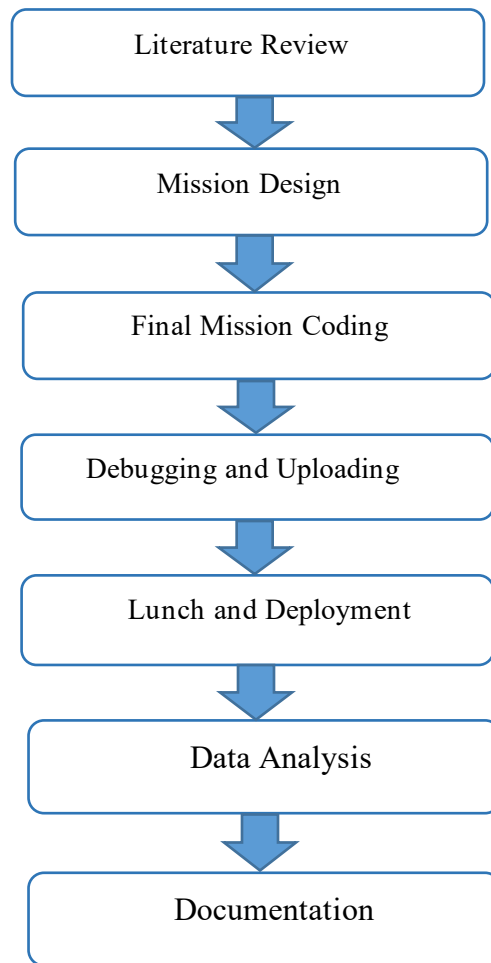 Literature Review
Mission Design
Final Mission Coding
Debugging and Uploading
Lunch and Deployment
Data Analysis
Documentation